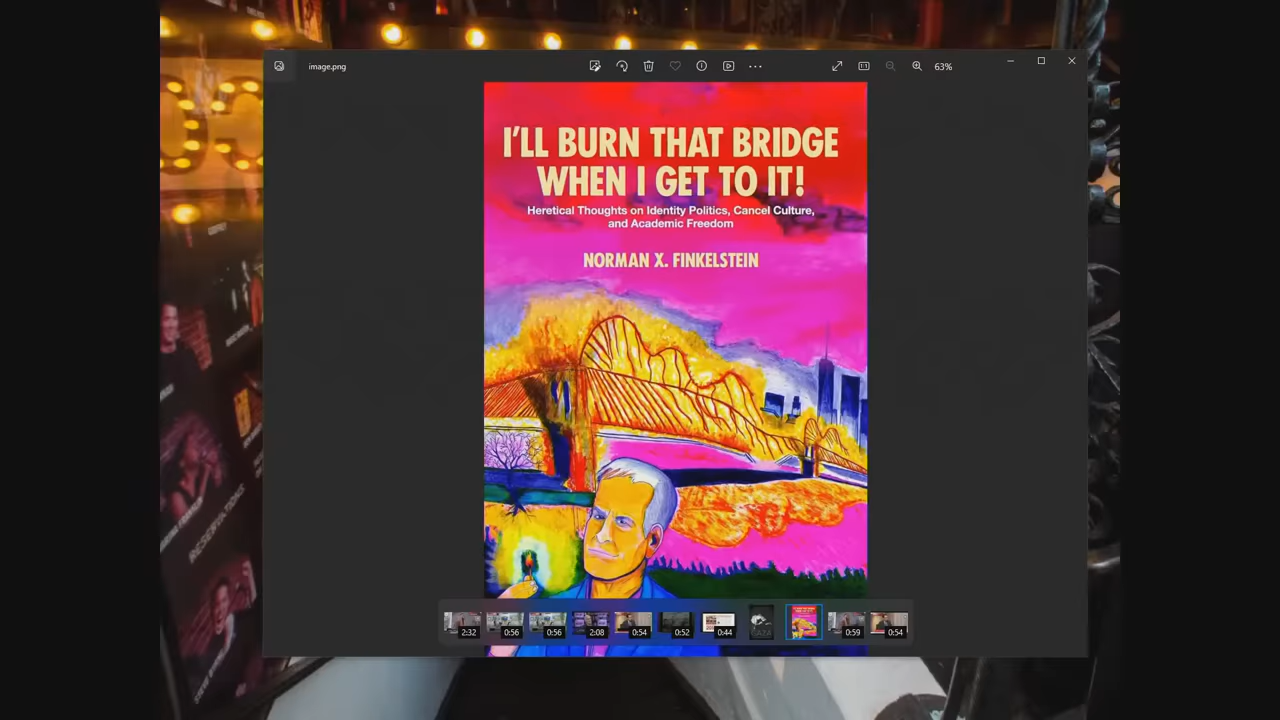 image.png
63%
I'LL BURN THAT BRIDGE
WHEN I GET TO IT!
Heretical Thoughts on Identity Politics, Cancel Culture,
and Academic Freedom
NORMAN X. FINKELSTEIN
2:32
0:56
0:56
2:08
0:54
0:52
0:44
0:59
0:54
RESERVATIONS